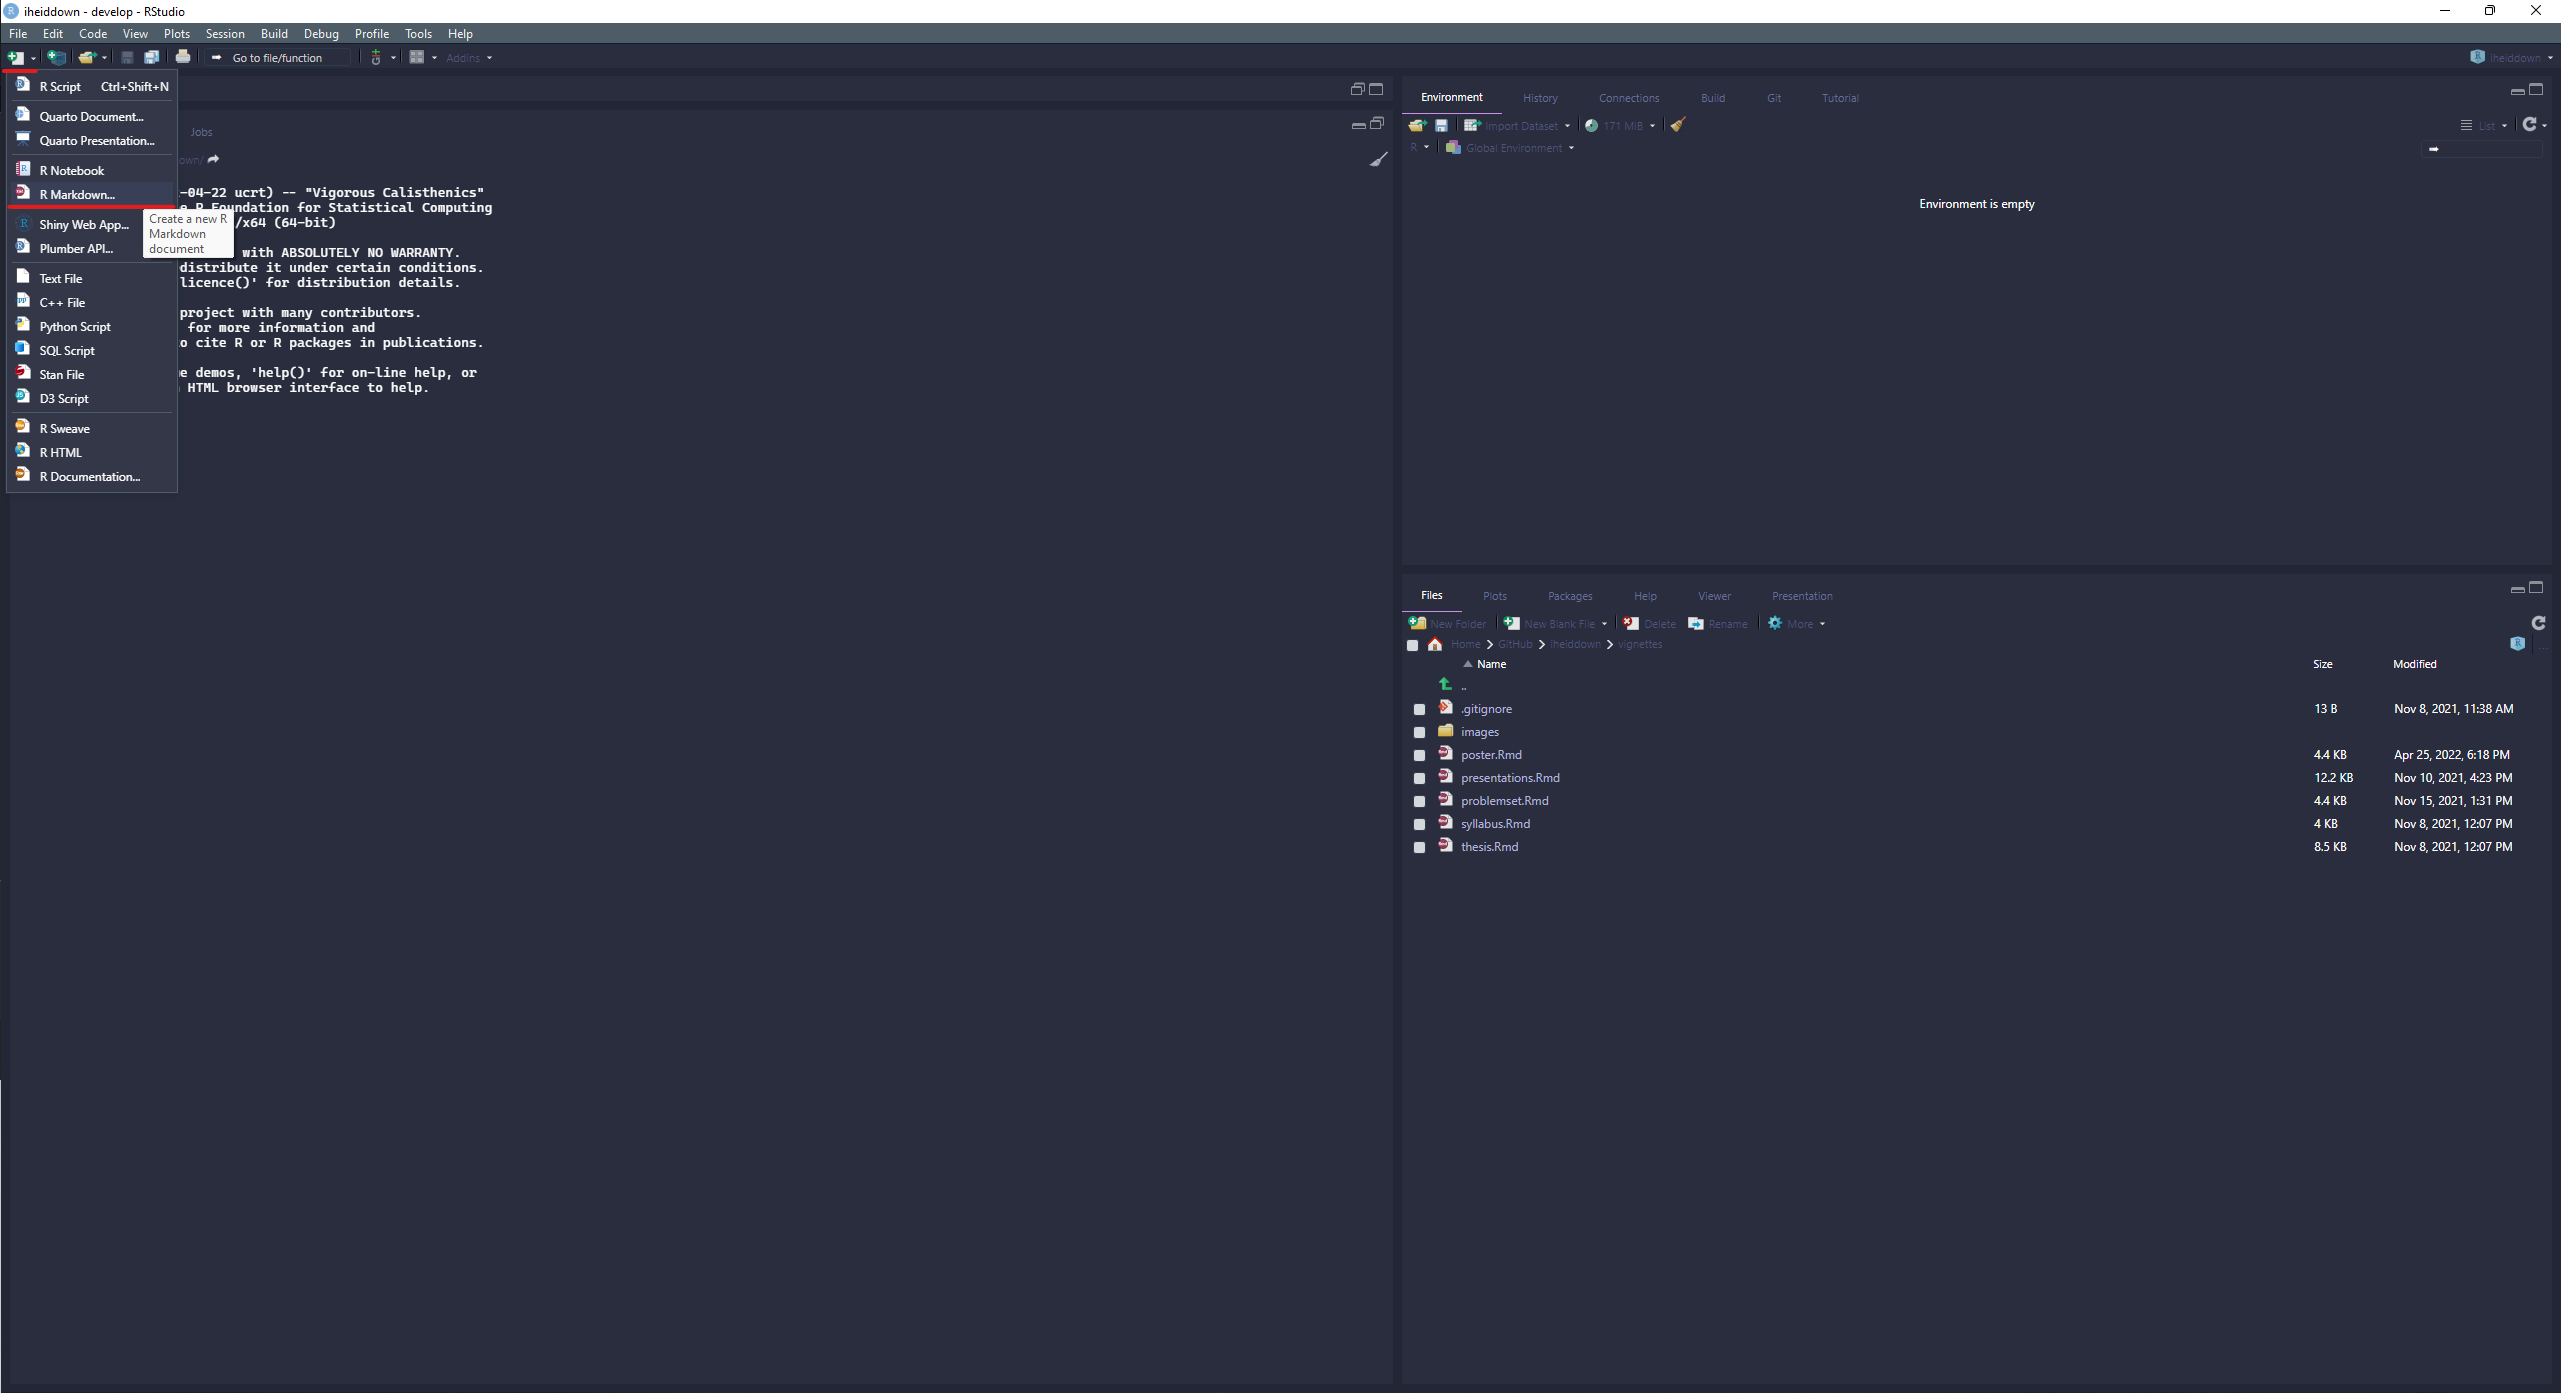 iheiddown - develop - RStudio
File Edit Code View Plots Session Build Debug Profile Tools Help
Go to file/function Addins iheiddown
R Script Ctrl+Shift+N
Quarto Document...
Quarto Presentation...
R Notebook
R Markdown...
Shiny Web App...
Plumber API...
Text File
C++ File
Python Script
SQL Script
Stan File
D3 Script
R Sweave
R HTML
R Documentation...
Create a new R
Markdown
document
Jobs
own/
-04-22 ucrt) -- "Vigorous Calisthenics"
e R Foundation for Statistical Computing
/x64 (64-bit)
with ABSOLUTELY NO WARRANTY.
distribute it under certain conditions.
licence()' for distribution details.
project with many contributors.
for more information and
o cite R or R packages in publications.
e demos, 'help()' for on-line help, or
HTML browser interface to help.
Environment History Connections Build Git Tutorial
Import Dataset 171 MiB List
R Global Environment
Environment is empty
Files Plots Packages Help Viewer Presentation
New Folder New Blank File Delete Rename More
Home GitHub iheiddown vignettes
Name Size Modified
..
.gitignore 13 B Nov 8, 2021, 11:38 AM
images
poster.Rmd 4.4 KB Apr 25, 2022, 6:18 PM
presentations.Rmd 12.2 KB Nov 10, 2021, 4:23 PM
problemset.Rmd 4.4 KB Nov 15, 2021, 1:31 PM
syllabus.Rmd 4 KB Nov 8, 2021, 12:07 PM
thesis.Rmd 8.5 KB Nov 8, 2021, 12:07 PM